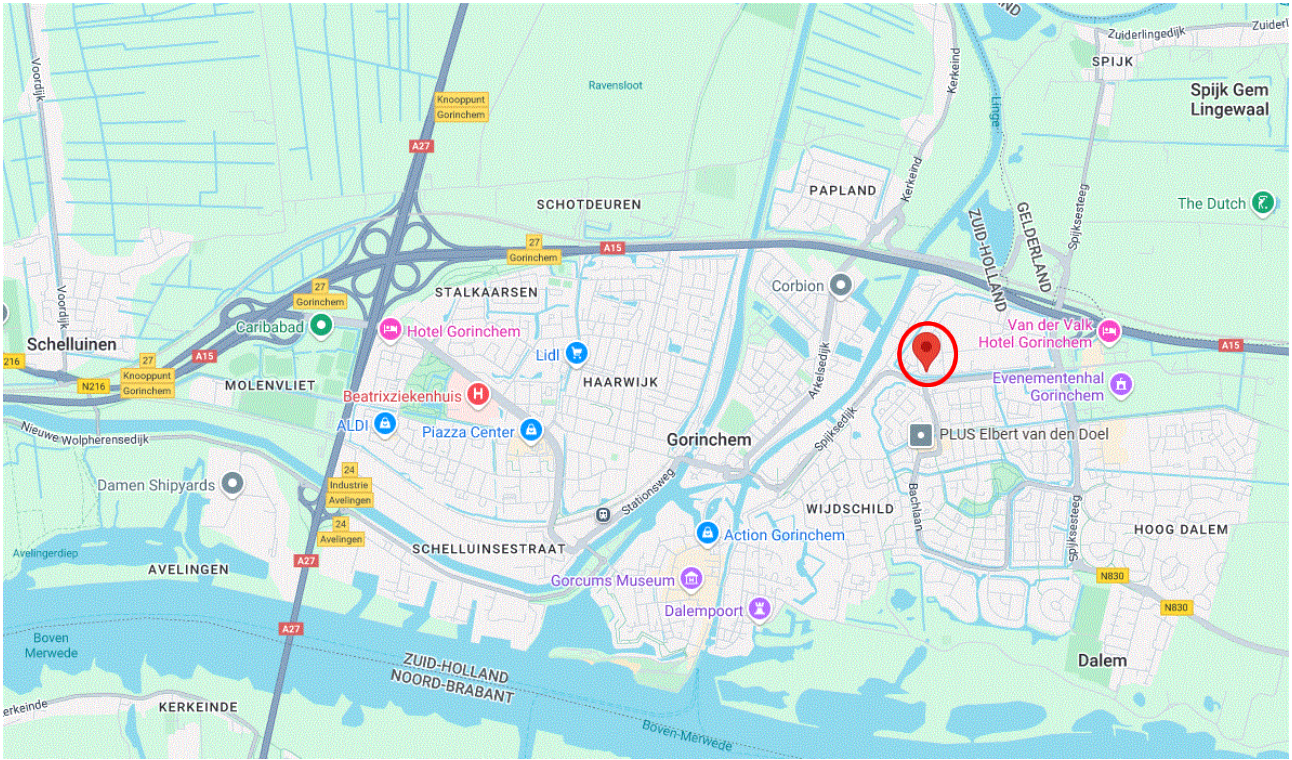 Voordijk
Zuiderlingedijk
SPIJK
Spijk Gem
Lingewaal
Kerkeind
Linge
Ravensloot
Knooppunt
Gorinchem
A27
PAPLAND
Kerkeind
SCHOTDEUREN
The Dutch
Spijksesteeg
GELDERLAND
ZUID-HOLLAND
27
Gorinchem
A15
27
Gorinchem
STALKAARSEN
Corbion
Voordijk
Caribabad
Hotel Gorinchem
Van der Valk
Hotel Gorinchem
Schelluinen
A15
A15
216
N216
27
Knooppunt
Gorinchem
Lidl
MOLENVLIET
HAARWIJK
Arkelsedijk
Evenementenhal
Gorinchem
Beatrixziekenhuis
ALDI
Piazza Center
Gorinchem
Spijksedijk
PLUS Elbert van den Doel
Nieuwe Wolpherensedijk
24
Industrie
Avelingen
Damen Shipyards
Stationsweg
WIJDSCHILD
Bachlaan
24
Avelingen
Spijksesteeg
HOOG DALEM
Action Gorinchem
SCHELLUINSESTRAAT
Avelingerdiep
AVELINGEN
A27
Gorcums Museum
N830
Dalempoort
N830
A27
Boven
Merwede
ZUID-HOLLAND
NOORD-BRABANT
Dalem
KERKEINDE
Boven-Merwede